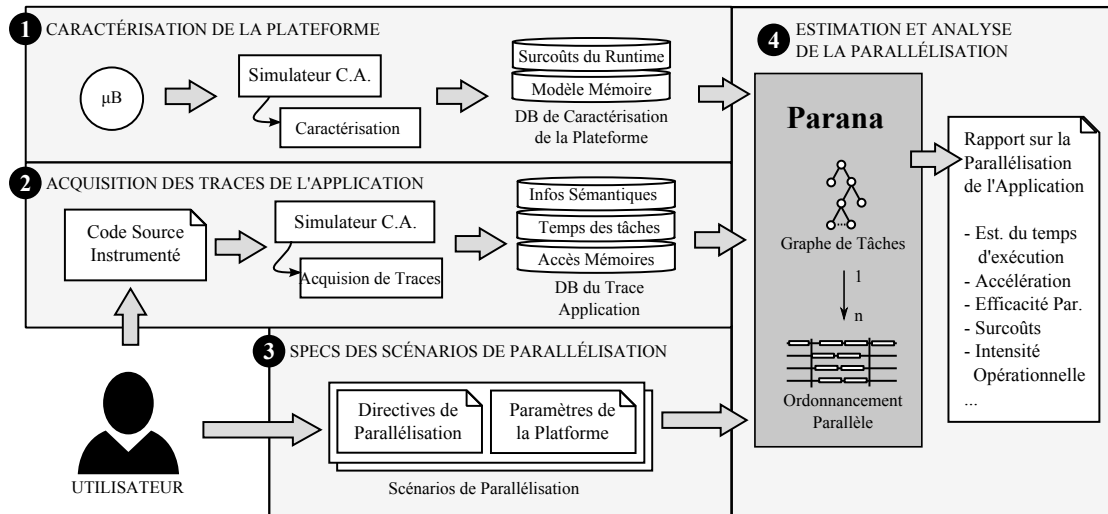 1 CARACTÉRISATION DE LA PLATEFORME
µB
Simulateur C.A.
Caractérisation
Surcoûts du Runtime
Modèle Mémoire
DB de Caractérisation
de la Plateforme
2 ACQUISITION DES TRACES DE L'APPLICATION
Code Source
Instrumenté
Simulateur C.A.
Acquision de Traces
Infos Sémantiques
Temps des tâches
Accès Mémoires
DB du Trace
Application
3 SPECS DES SCÉNARIOS DE PARALLÉLISATION
Directives de
Parallélisation
Paramètres de
la Platforme
Scénarios de Parallélisation
UTILISATEUR
4 ESTIMATION ET ANALYSE
DE LA PARALLÉLISATION
Parana
...
Graphe de Tâches
1
n
Ordonnancement
Parallèle
Rapport sur la
Parallélisation
de l'Application
- Est. du temps
d'exécution
- Accélération
- Efficacité Par.
- Surcoûts
- Intensité
Opérationnelle
...